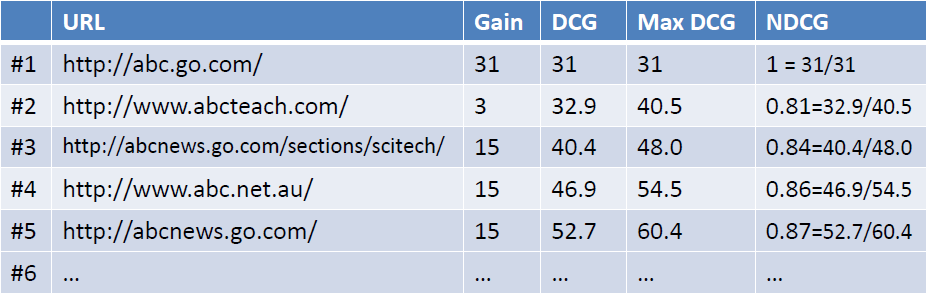 URL Gain DCG Max DCG NDCG
#1 http://abc.go.com/ 31 31 31 1 = 31/31
#2 http://www.abcteach.com/ 3 32.9 40.5 0.81=32.9/40.5
#3 http://abcnews.go.com/sections/scitech/ 15 40.4 48.0 0.84=40.4/48.0
#4 http://www.abc.net.au/ 15 46.9 54.5 0.86=46.9/54.5
#5 http://abcnews.go.com/ 15 52.7 60.4 0.87=52.7/60.4
#6 ... ... ... ... ...